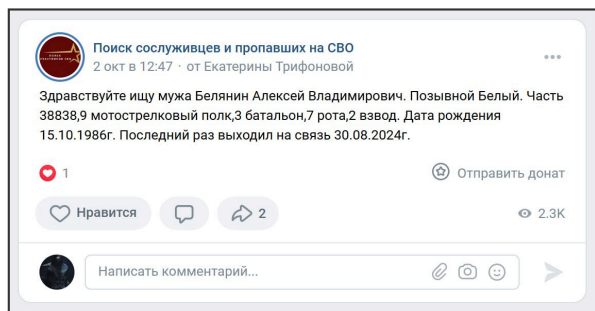 Поиск сослуживцев и пропавших на СВО
2 окт в 12:47 · от Екатерины Трифоновой
Здравствуйте ищу мужа Белянин Алексей Владимирович. Позывной Белый. Часть
38838,9 мотострелковый полк,3 батальон,7 рота,2 взвод. Дата рождения
15.10.1986г. Последний раз выходил на связь 30.08.2024г.
1
Отправить донат
Нравится
2
2.3K
Написать комментарий...